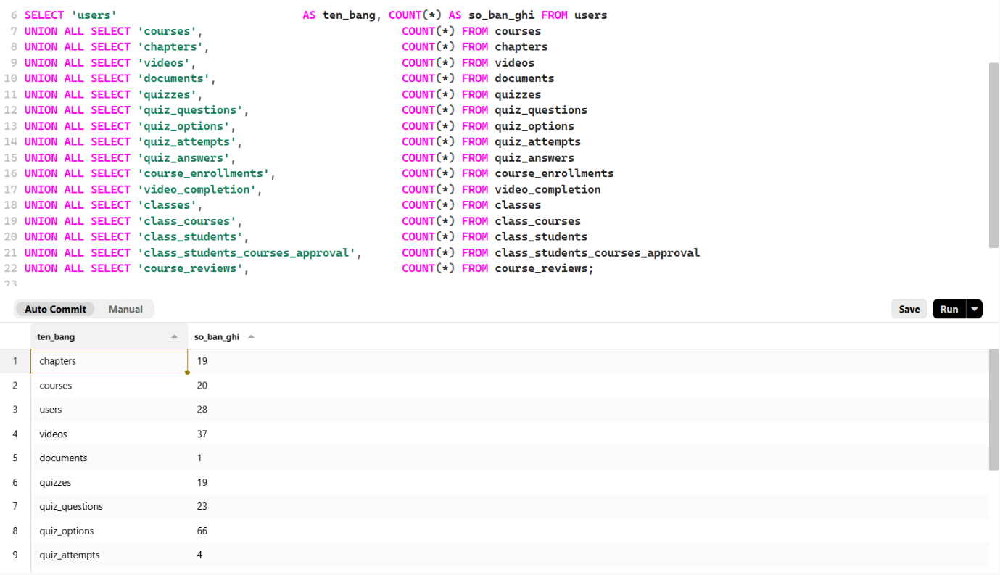 6 SELECT 'users' AS ten_bang, COUNT(*) AS so_ban_ghi FROM users
7 UNION ALL SELECT 'courses', COUNT(*) FROM courses
8 UNION ALL SELECT 'chapters', COUNT(*) FROM chapters
9 UNION ALL SELECT 'videos', COUNT(*) FROM videos
10 UNION ALL SELECT 'documents', COUNT(*) FROM documents
11 UNION ALL SELECT 'quizzes', COUNT(*) FROM quizzes
12 UNION ALL SELECT 'quiz_questions', COUNT(*) FROM quiz_questions
13 UNION ALL SELECT 'quiz_options', COUNT(*) FROM quiz_options
14 UNION ALL SELECT 'quiz_attempts', COUNT(*) FROM quiz_attempts
15 UNION ALL SELECT 'quiz_answers', COUNT(*) FROM quiz_answers
16 UNION ALL SELECT 'course_enrollments', COUNT(*) FROM course_enrollments
17 UNION ALL SELECT 'video_completion', COUNT(*) FROM video_completion
18 UNION ALL SELECT 'classes', COUNT(*) FROM classes
19 UNION ALL SELECT 'class_courses', COUNT(*) FROM class_courses
20 UNION ALL SELECT 'class_students', COUNT(*) FROM class_students
21 UNION ALL SELECT 'class_students_courses_approval', COUNT(*) FROM class_students_courses_approval
22 UNION ALL SELECT 'course_reviews', COUNT(*) FROM course_reviews;
23
Auto Commit Manual Save Run
ten_bang so_ban_ghi
1 chapters 19
2 courses 20
3 users 28
4 videos 37
5 documents 1
6 quizzes 19
7 quiz_questions 23
8 quiz_options 66
9 quiz_attempts 4